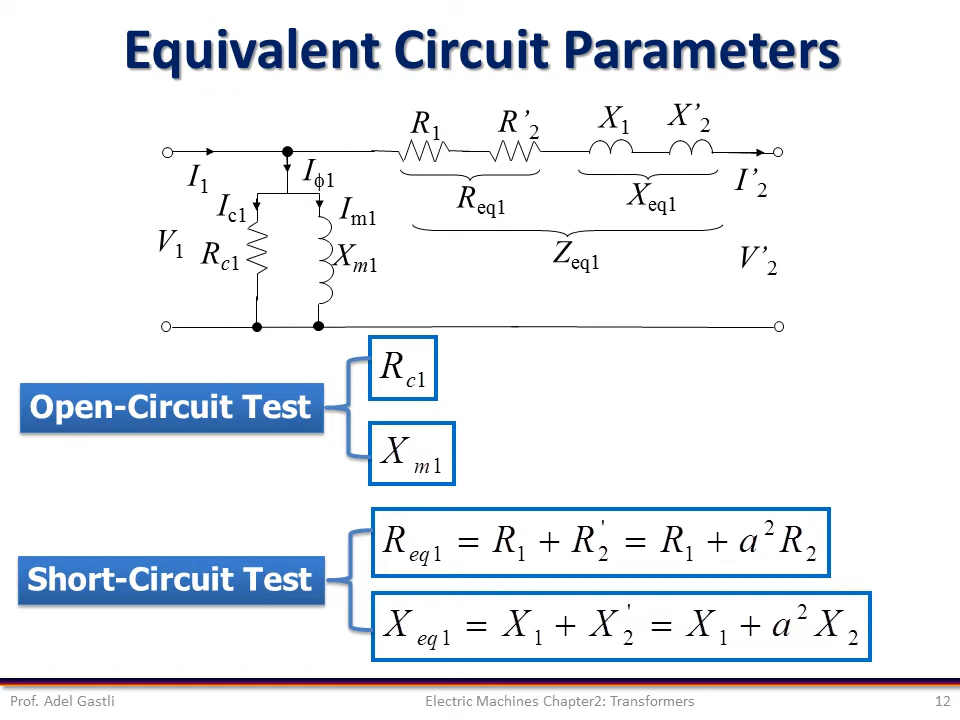 Equivalent Circuit Parameters
R1 R’2 X1 X’2
I1 Iϕ1 Req1 Xeq1 I’2
Ic1 Im1
V1 Rc1 Xm1 Zeq1 V’2
Rc1
Open-Circuit Test
Xm1
Req1 = R1 + R2' = R1 + a²R2
Short-Circuit Test
Xeq1 = X1 + X2' = X1 + a²X2
Prof. Adel Gastli Electric Machines Chapter2: Transformers 12